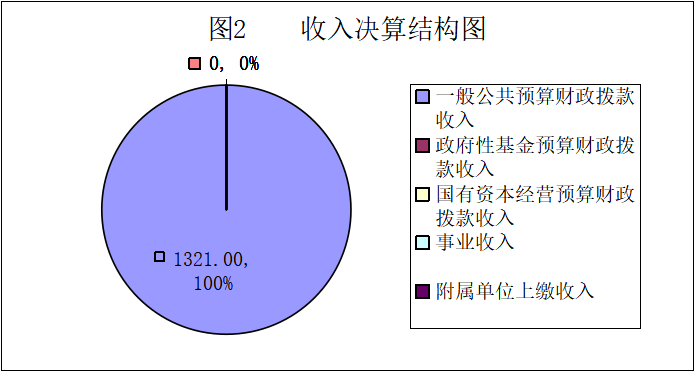 图2 收入决算结构图
0, 0%
1321.00,
100%
一般公共预算财政拨款
收入
政府性基金预算财政拨
款收入
国有资本经营预算财政
拨款收入
事业收入
附属单位上缴收入